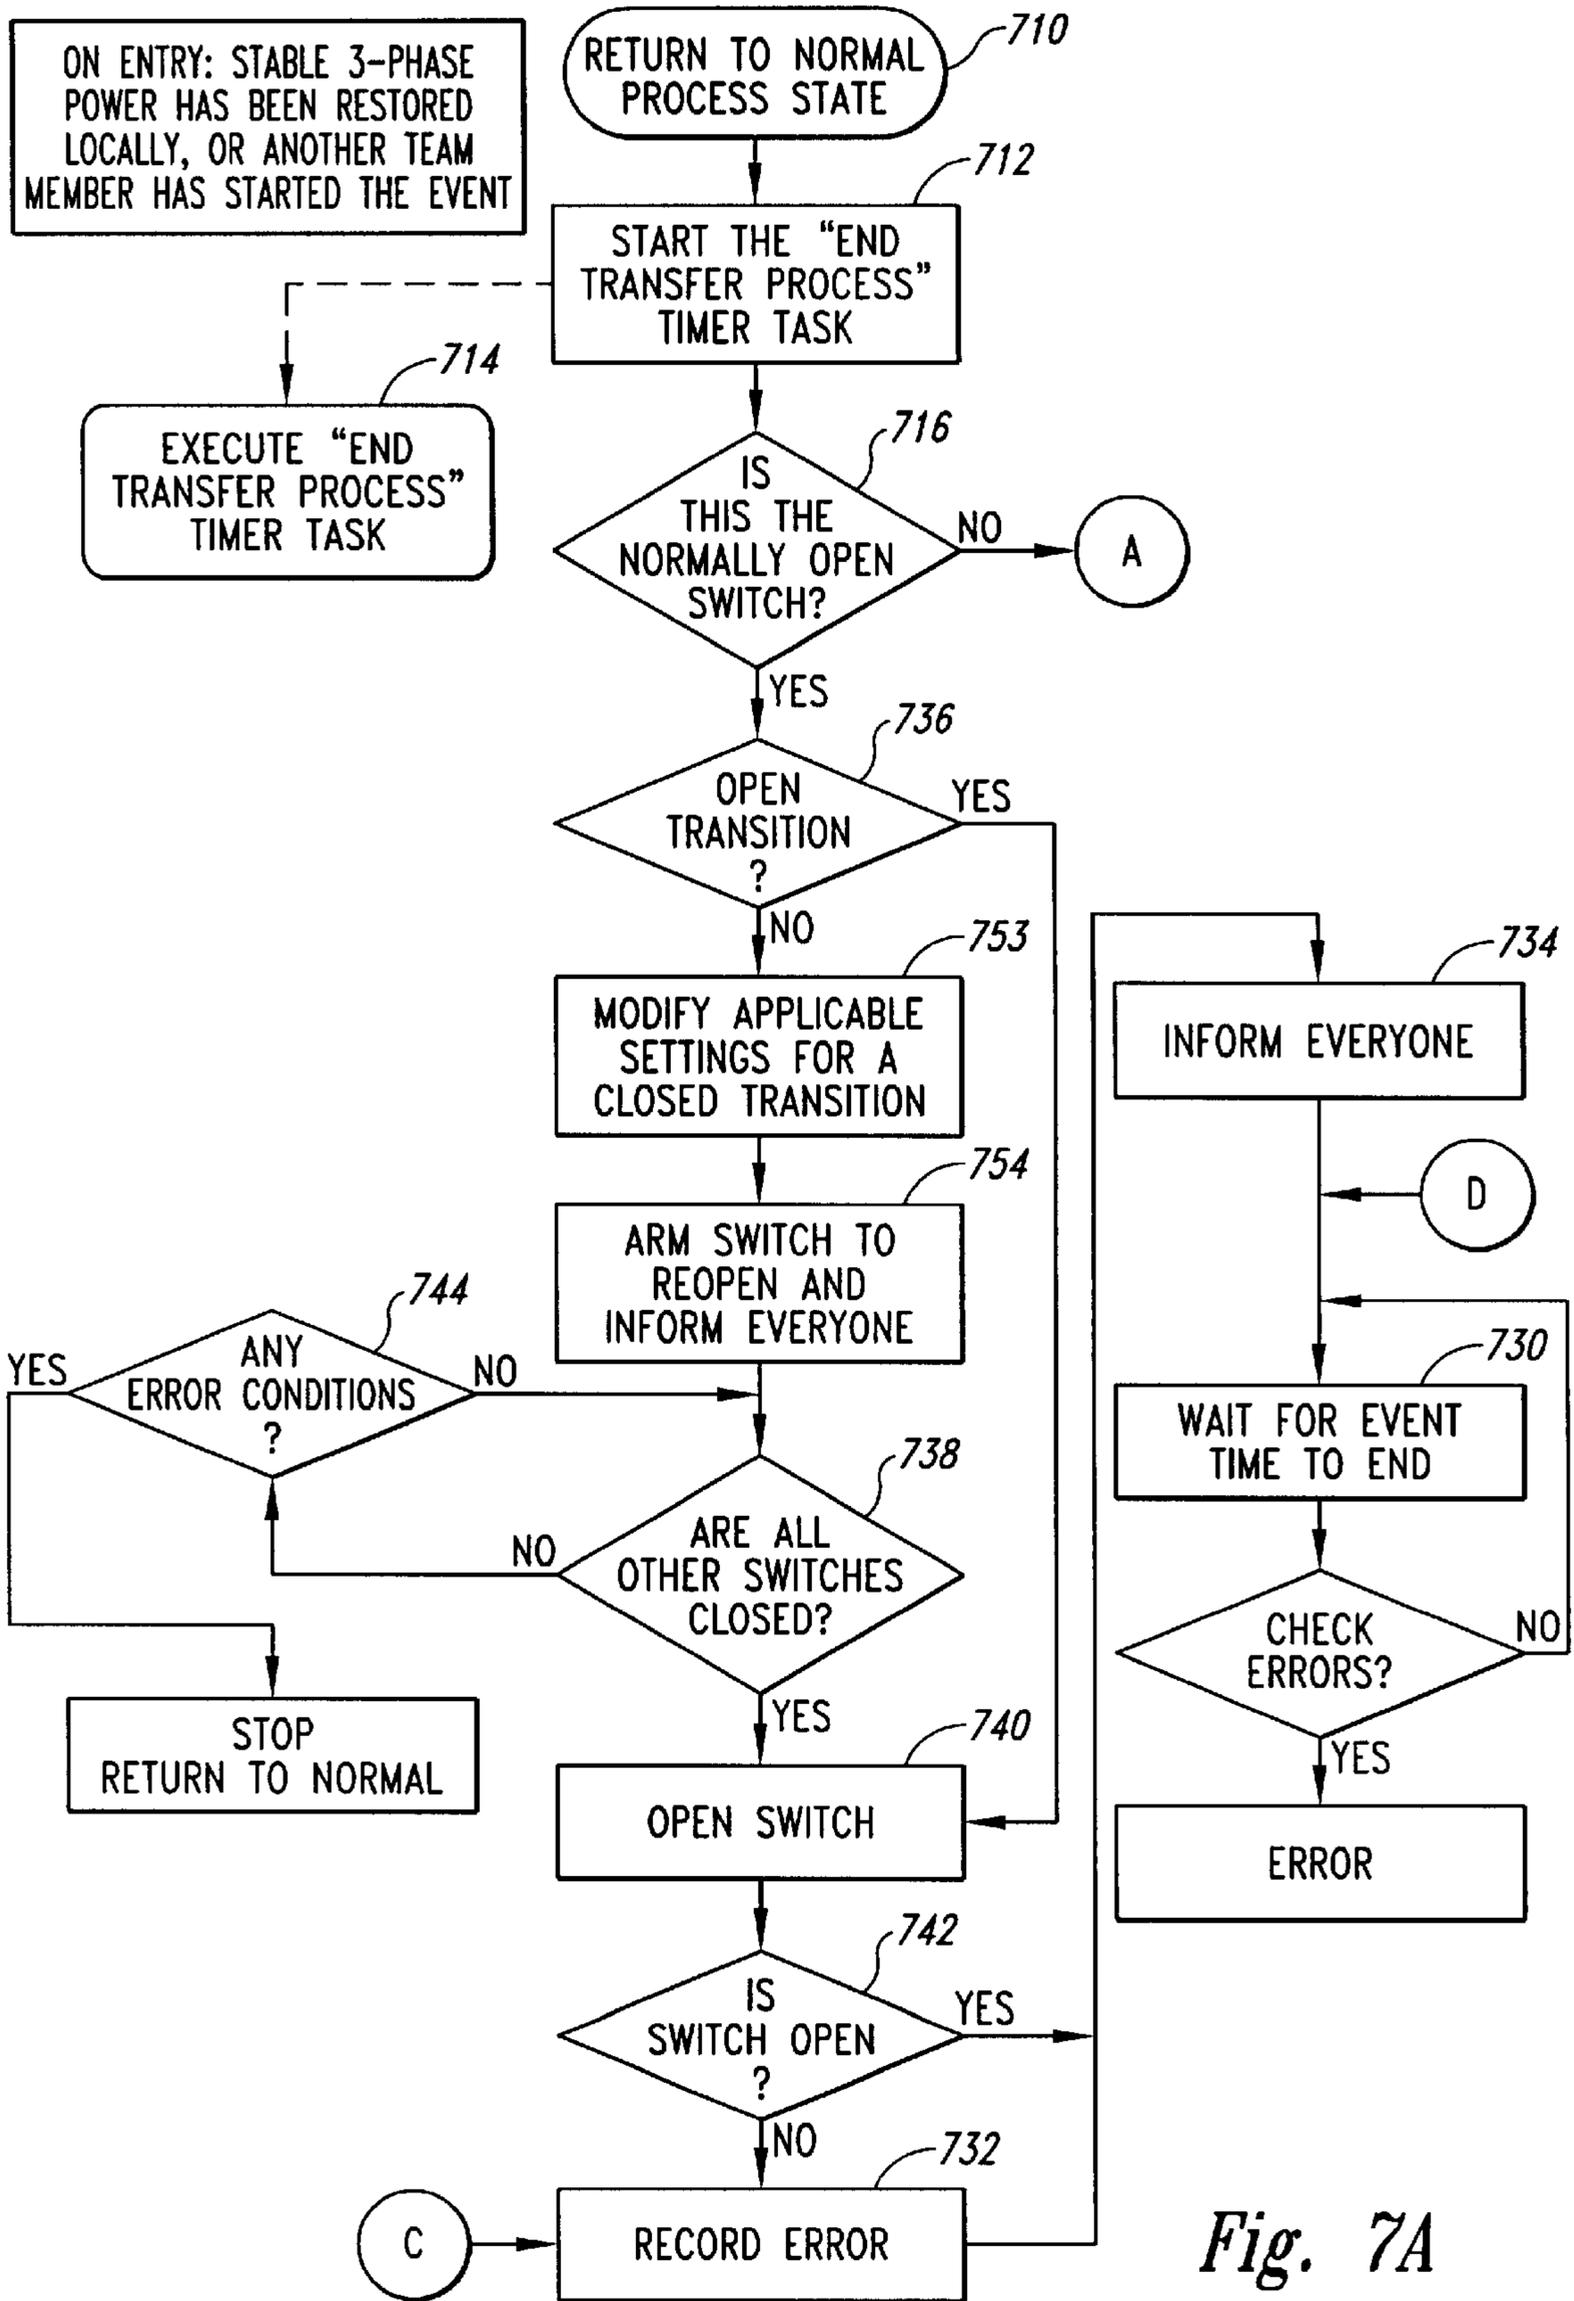 ON ENTRY: STABLE 3-PHASE
POWER HAS BEEN RESTORED
LOCALLY, OR ANOTHER TEAM
MEMBER HAS STARTED THE EVENT
RETURN TO NORMAL
PROCESS STATE
710
712
START THE “END
TRANSFER PROCESS”
TIMER TASK
714
EXECUTE “END
TRANSFER PROCESS”
TIMER TASK
716
IS
THIS THE
NORMALLY OPEN
SWITCH?
NO
A
YES
736
OPEN
TRANSITION
?
YES
NO
753
MODIFY APPLICABLE
SETTINGS FOR A
CLOSED TRANSITION
754
ARM SWITCH TO
REOPEN AND
INFORM EVERYONE
744
ANY
ERROR CONDITIONS
?
YES
NO
738
ARE ALL
OTHER SWITCHES
CLOSED?
NO
YES
STOP
RETURN TO NORMAL
740
OPEN SWITCH
742
IS
SWITCH OPEN
?
YES
NO
732
C
RECORD ERROR
734
INFORM EVERYONE
D
730
WAIT FOR EVENT
TIME TO END
CHECK
ERRORS?
NO
YES
ERROR
Fig. 7A